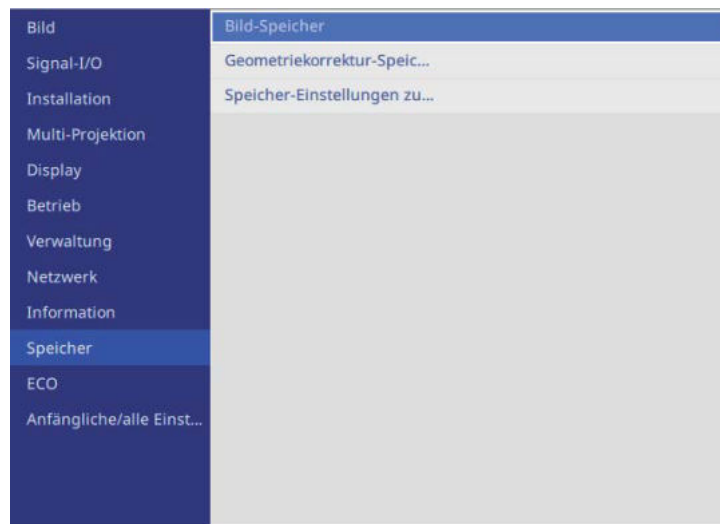 Bild
Signal-I/O
Installation
Multi-Projektion
Display
Betrieb
Verwaltung
Netzwerk
Information
Speicher
ECO
Anfängliche/alle Einst...
Bild-Speicher
Geometriekorrektur-Speic...
Speicher-Einstellungen zu...